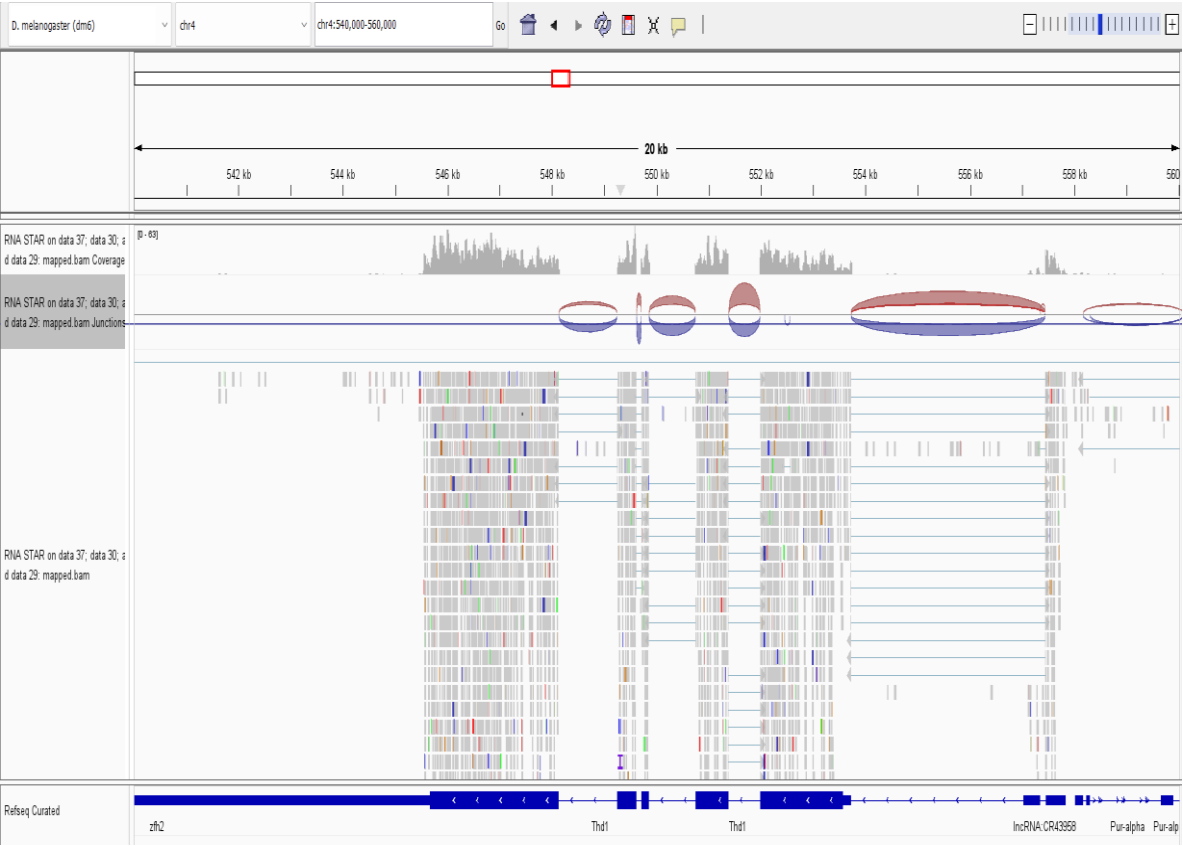 D. melanogaster (dm6) chr4 chr4:540,000-560,000 Go
20 kb
542 kb 544 kb 546 kb 548 kb 550 kb 552 kb 554 kb 556 kb 558 kb 560
[0 - 63]
RNA STAR on data 37; data 30; a
d data 29: mapped.bam Coverage
RNA STAR on data 37; data 30; a
d data 29: mapped.bam Junctions
RNA STAR on data 37; data 30; a
d data 29: mapped.bam
Refseq Curated
zfh2 Thd1 Thd1 lncRNA:CR43958 Pur-alpha Pur-alp